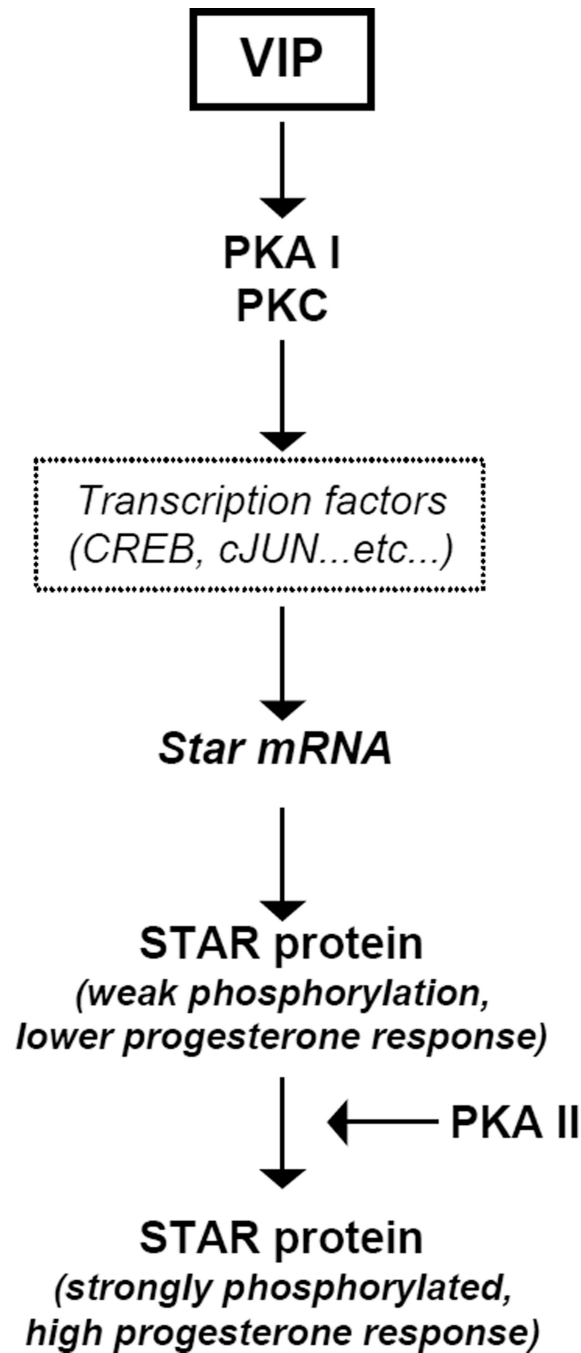 VIP
PKA I
PKC
Transcription factors
(CREB, cJUN...etc...)
Star mRNA
STAR protein
(weak phosphorylation,
lower progesterone response)
PKA II
STAR protein
(strongly phosphorylated,
high progesterone response)